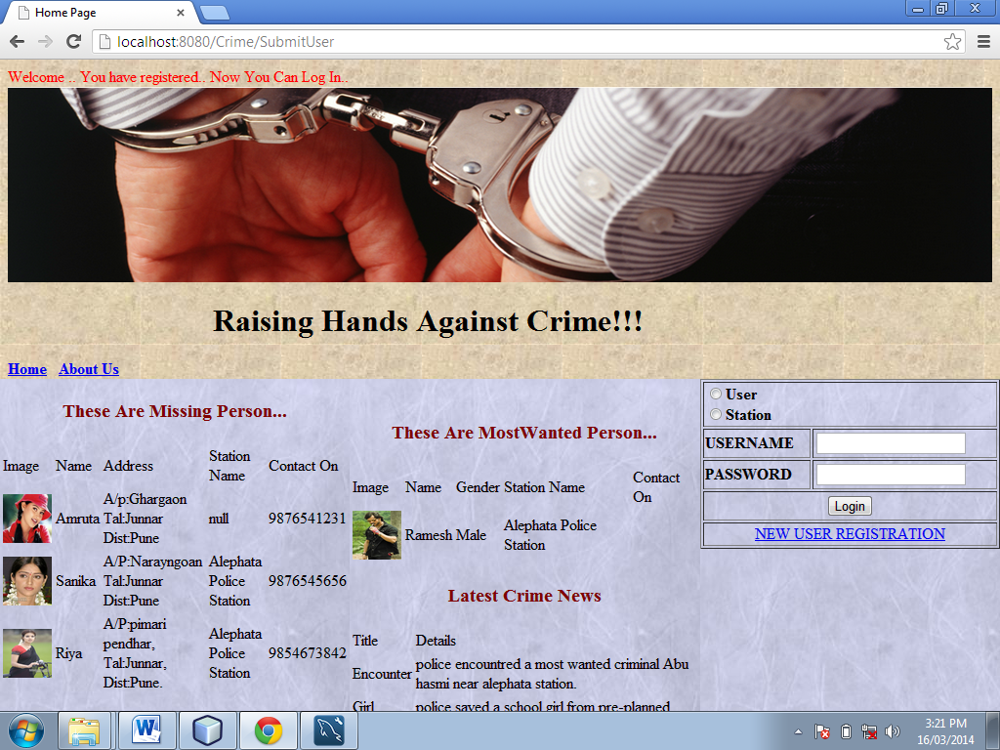 Home Page
localhost:8080/Crime/SubmitUser
Welcome .. You have registered.. Now You Can Log In..
Raising Hands Against Crime!!!
Home About Us
These Are Missing Person...
Image Name Address Station Name Contact On
Amruta A/p:Ghargaon Tal:Junnar Dist:Pune null 9876541231
Sanika A/P:Narayngoan Tal:Junnar Dist:Pune Alephata Police Station 9876545656
Riya A/P:pimari pendhar, Tal:Junnar, Dist:Pune. Alephata Police Station 9854673842
These Are MostWanted Person...
Image Name Gender Station Name Contact On
Ramesh Male Alephata Police Station
Latest Crime News
Title Details
Encounter police encountred a most wanted criminal Abu hasmi near alephata station.
Girl police saved a school girl from pre-planned
User
Station
USERNAME
PASSWORD
Login
NEW USER REGISTRATION
3:21 PM
16/03/2014